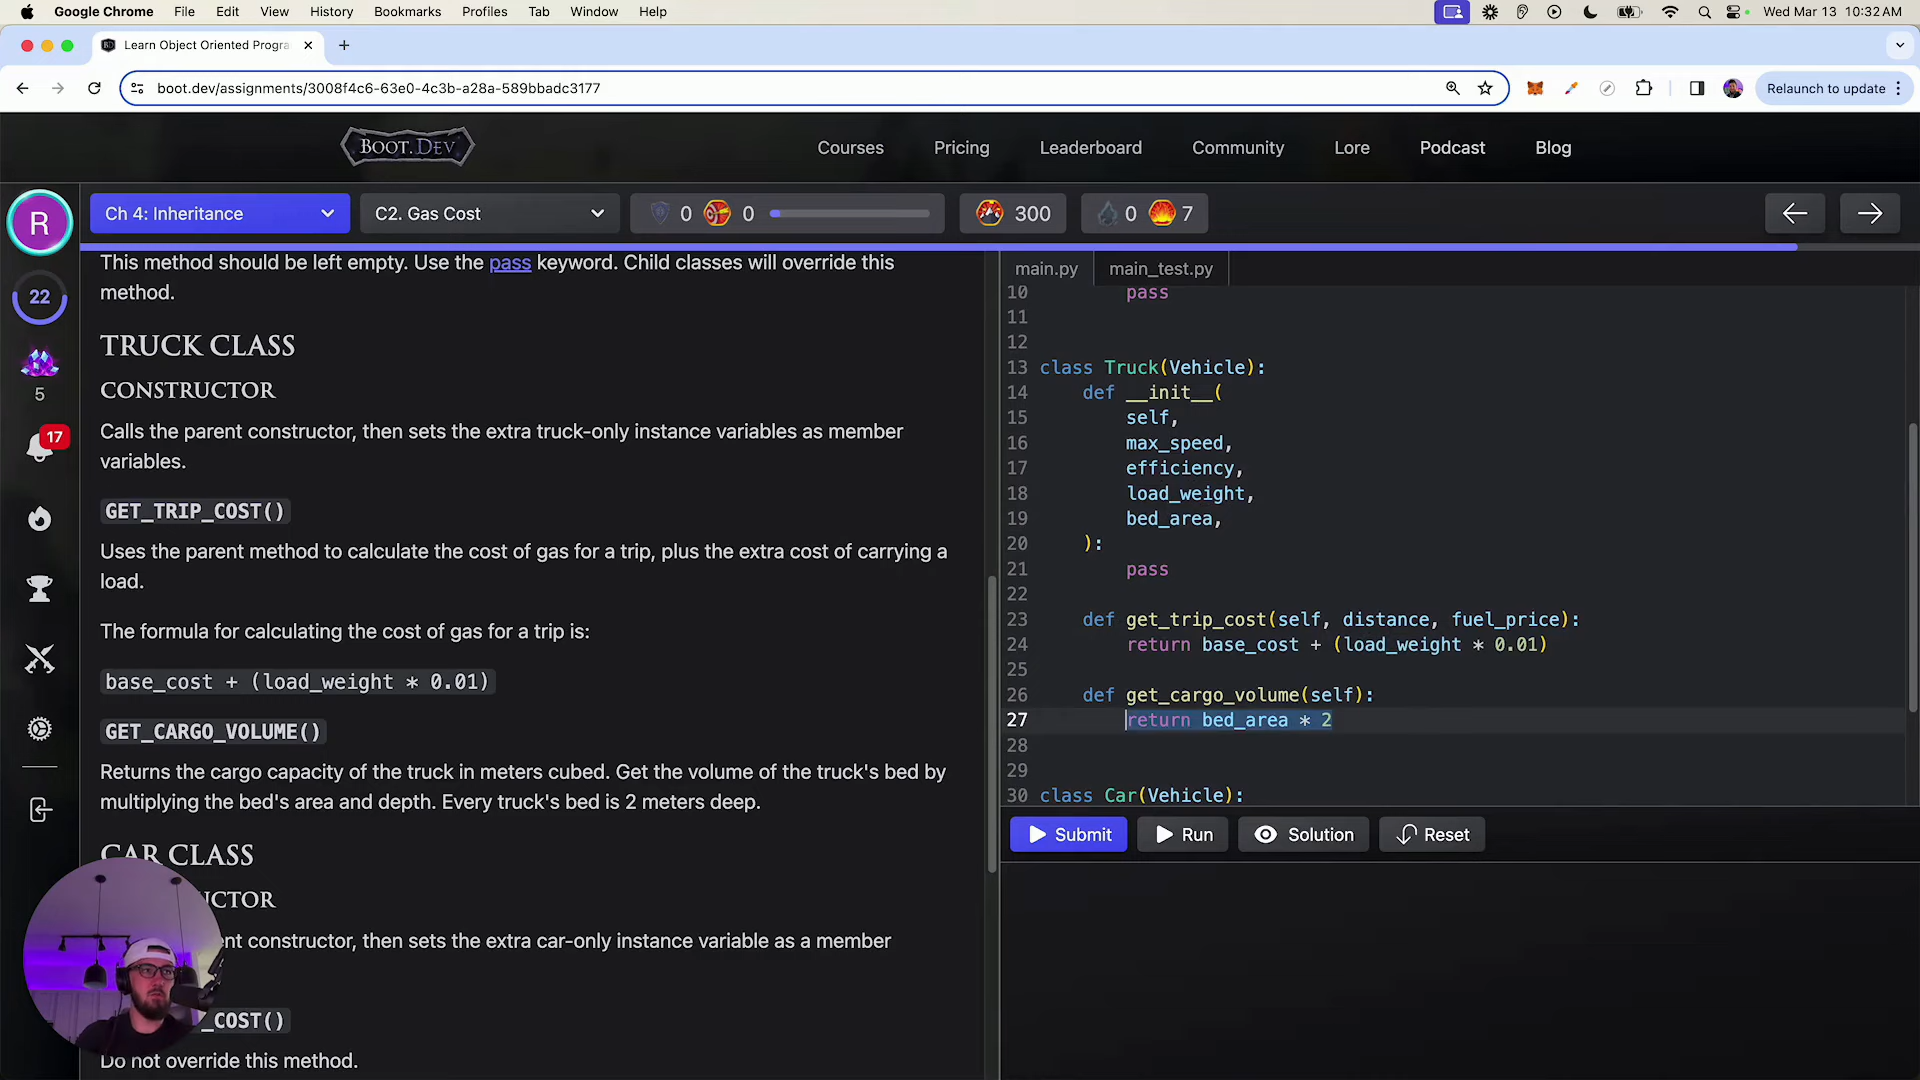 Google Chrome File Edit View History Bookmarks Profiles Tab Window Help Wed Mar 13 10:32 AM
Learn Object Oriented Progra
boot.dev/assignments/3008f4c6-63e0-4c3b-a28a-589bbadc3177
Relaunch to update
BOOT.DEV
Courses Pricing Leaderboard Community Lore Podcast Blog
R
Ch 4: Inheritance C2. Gas Cost 0 0 300 0 7
22
5
17
This method should be left empty. Use the pass keyword. Child classes will override this
method.
TRUCK CLASS
CONSTRUCTOR
Calls the parent constructor, then sets the extra truck-only instance variables as member
variables.
GET_TRIP_COST()
Uses the parent method to calculate the cost of gas for a trip, plus the extra cost of carrying a
load.
The formula for calculating the cost of gas for a trip is:
base_cost + (load_weight * 0.01)
GET_CARGO_VOLUME()
Returns the cargo capacity of the truck in meters cubed. Get the volume of the truck's bed by
multiplying the bed's area and depth. Every truck's bed is 2 meters deep.
CAR CLASS
UCTOR
ent constructor, then sets the extra car-only instance variable as a member
_COST()
Do not override this method.
main.py main_test.py
10 pass
11
12
13 class Truck(Vehicle):
14 def __init__(
15 self,
16 max_speed,
17 efficiency,
18 load_weight,
19 bed_area,
20 ):
21 pass
22
23 def get_trip_cost(self, distance, fuel_price):
24 return base_cost + (load_weight * 0.01)
25
26 def get_cargo_volume(self):
27 return bed_area * 2
28
29
30 class Car(Vehicle):
Submit Run Solution Reset